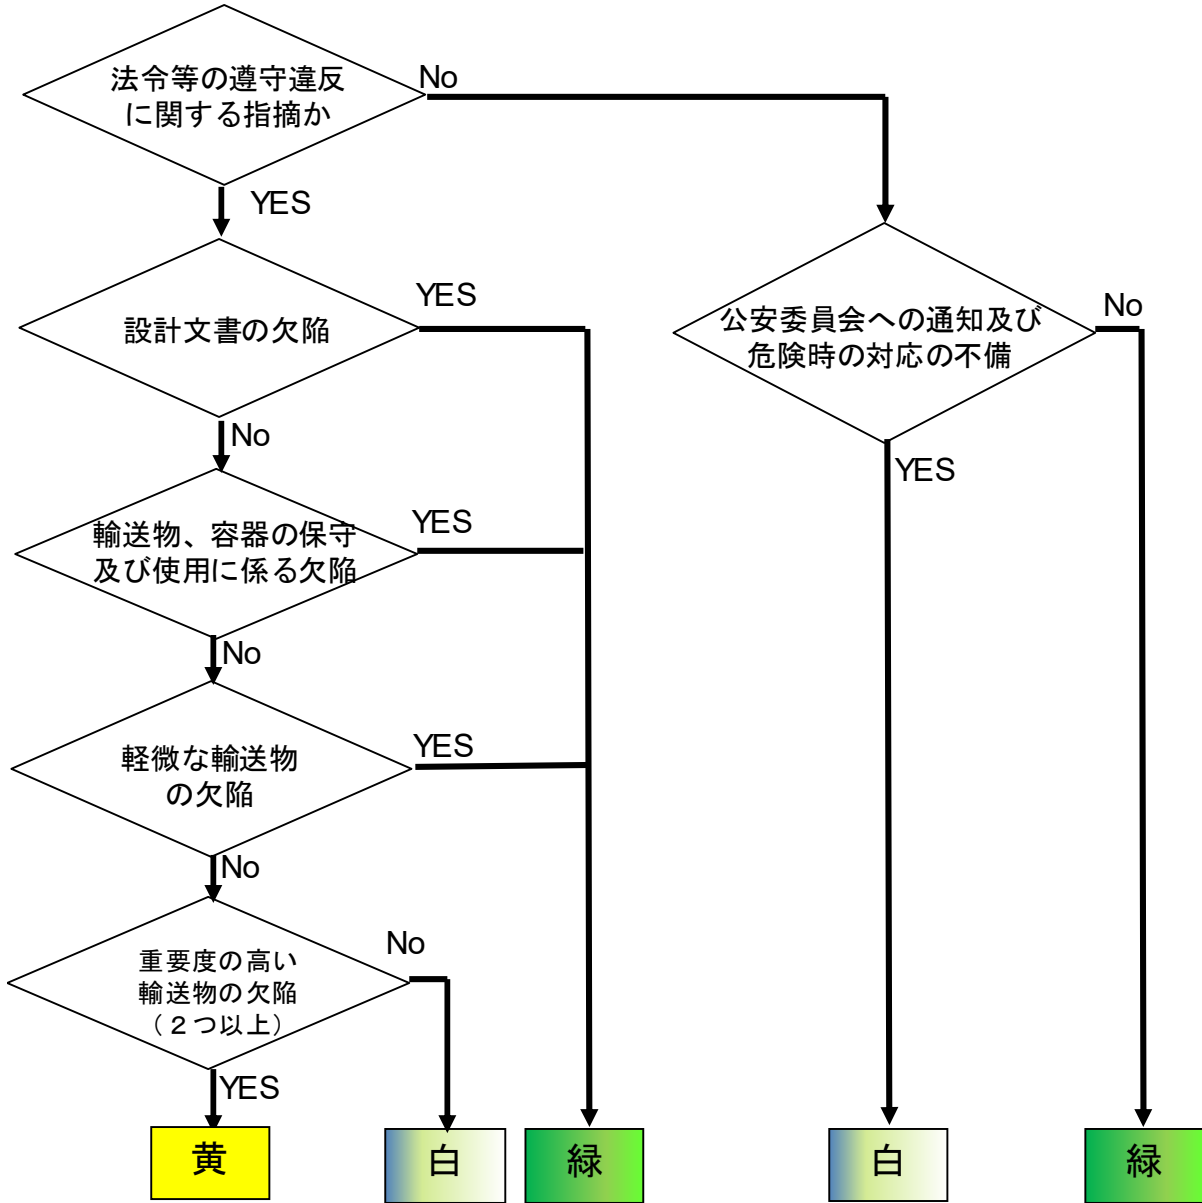 法令等の遵守違反
に関する指摘か
No
YES
設計文書の欠陥
YES
公安委員会への通知及び
危険時の対応の不備
No
No
YES
輸送物、容器の保守
及び使用に係る欠陥
YES
No
軽微な輸送物
の欠陥
YES
No
重要度の高い
輸送物の欠陥
(２つ以上)
No
YES
黄
白
緑
白
緑